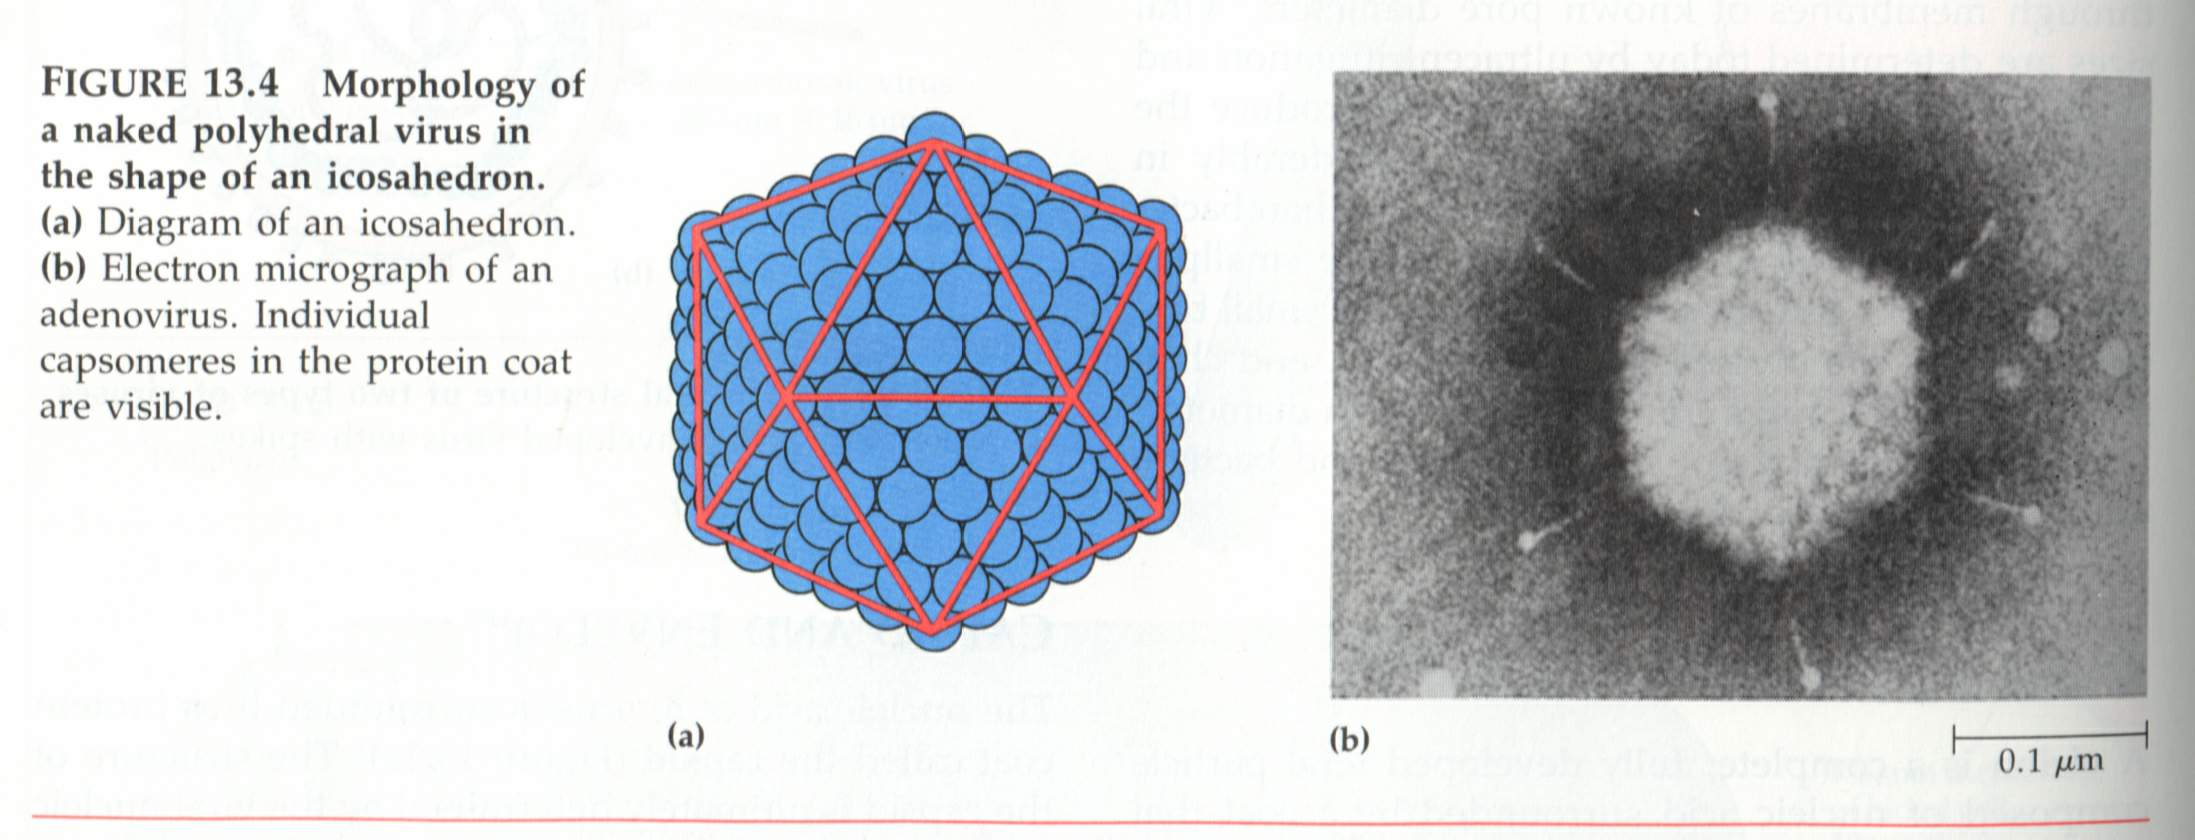 FIGURE 13.4 Morphology of
a naked polyhedral virus in
the shape of an icosahedron.
(a) Diagram of an icosahedron.
(b) Electron micrograph of an
adenovirus. Individual
capsomeres in the protein coat
are visible.
(a)
(b)
0.1 μm